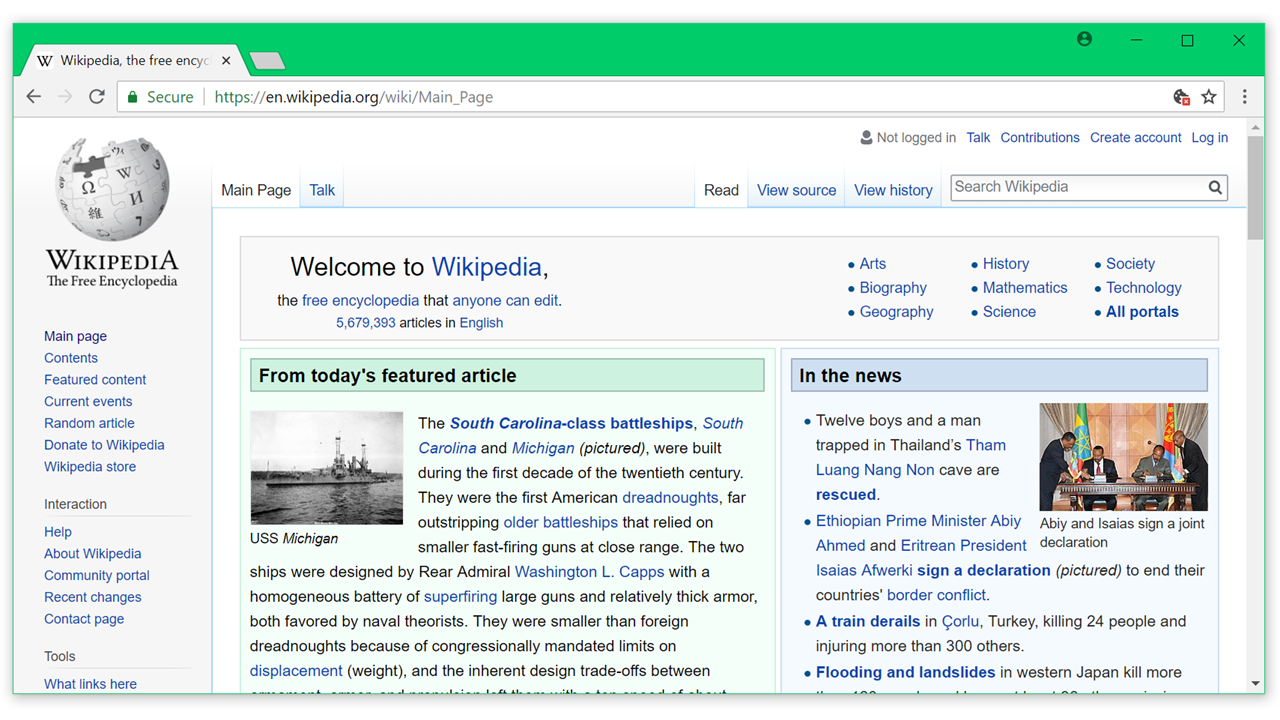 Wikipedia, the free encyc
Secure
https://en.wikipedia.org/wiki/Main_Page
Not logged in Talk Contributions Create account Log in
Main Page Talk Read View source View history Search Wikipedia
WIKIPEDIA
The Free Encyclopedia
Main page
Contents
Featured content
Current events
Random article
Donate to Wikipedia
Wikipedia store
Interaction
Help
About Wikipedia
Community portal
Recent changes
Contact page
Tools
What links here
Welcome to Wikipedia,
the free encyclopedia that anyone can edit.
5,679,393 articles in English
Arts
Biography
Geography
History
Mathematics
Science
Society
Technology
All portals
From today's featured article
USS Michigan
The South Carolina-class battleships, South
Carolina and Michigan (pictured), were built
during the first decade of the twentieth century.
They were the first American dreadnoughts, far
outstripping older battleships that relied on
smaller fast-firing guns at close range. The two
ships were designed by Rear Admiral Washington L. Capps with a
homogeneous battery of superfiring large guns and relatively thick armor,
both favored by naval theorists. They were smaller than foreign
dreadnoughts because of congressionally mandated limits on
displacement (weight), and the inherent design trade-offs between
In the news
Twelve boys and a man
trapped in Thailand's Tham
Luang Nang Non cave are
rescued.
Abiy and Isaias sign a joint
declaration
Ethiopian Prime Minister Abiy
Ahmed and Eritrean President
Isaias Afwerki sign a declaration (pictured) to end their
countries' border conflict.
A train derails in Çorlu, Turkey, killing 24 people and
injuring more than 300 others.
Flooding and landslides in western Japan kill more